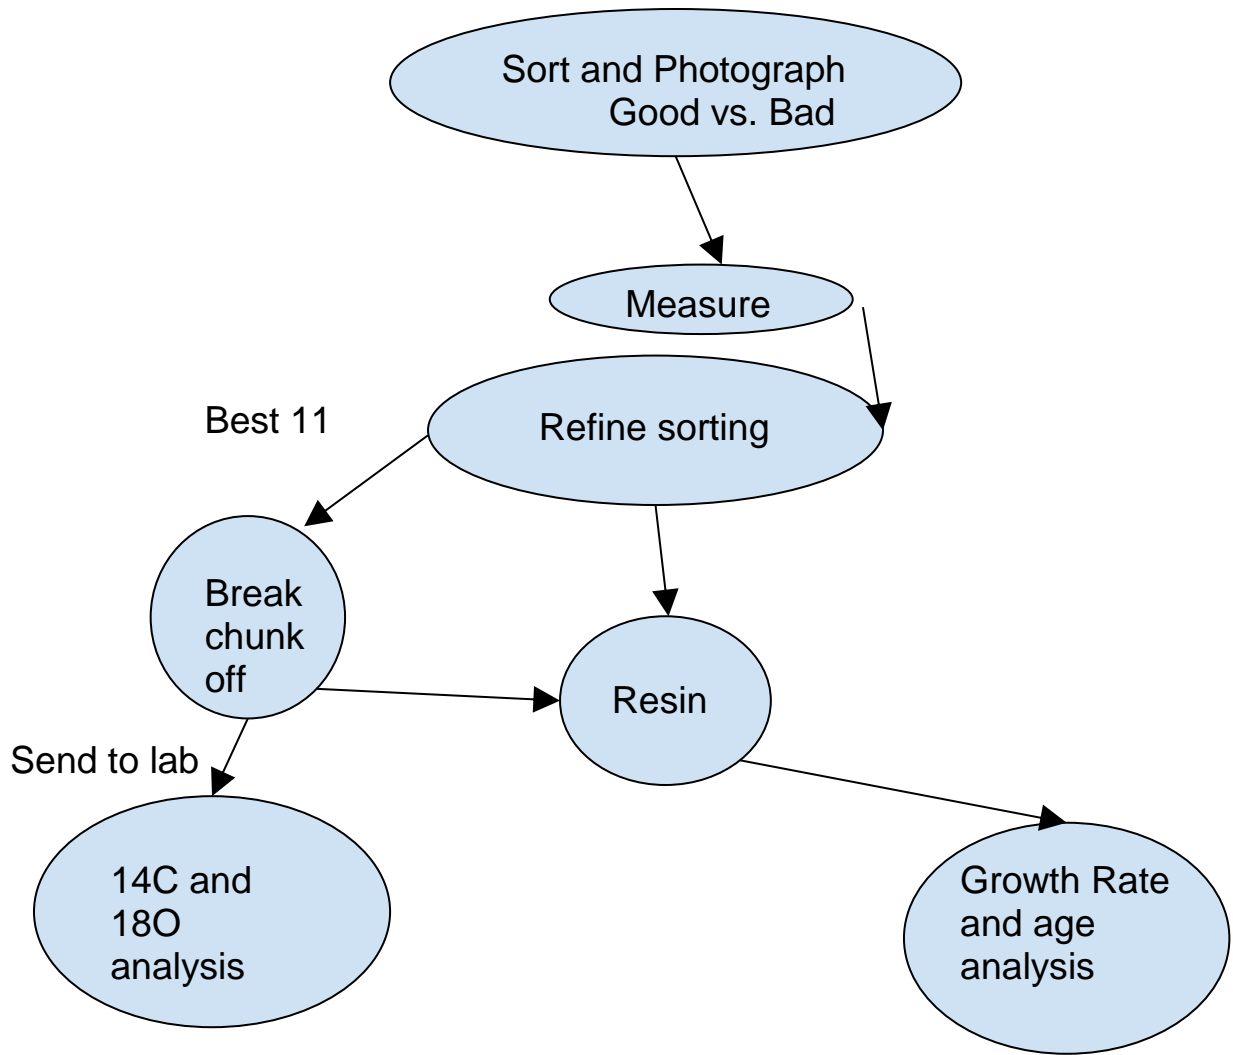 Sort and Photograph
Good vs. Bad
Measure
Best 11
Refine sorting
Break
chunk
off
Resin
Send to lab
14C and
18O
analysis
Growth Rate
and age
analysis